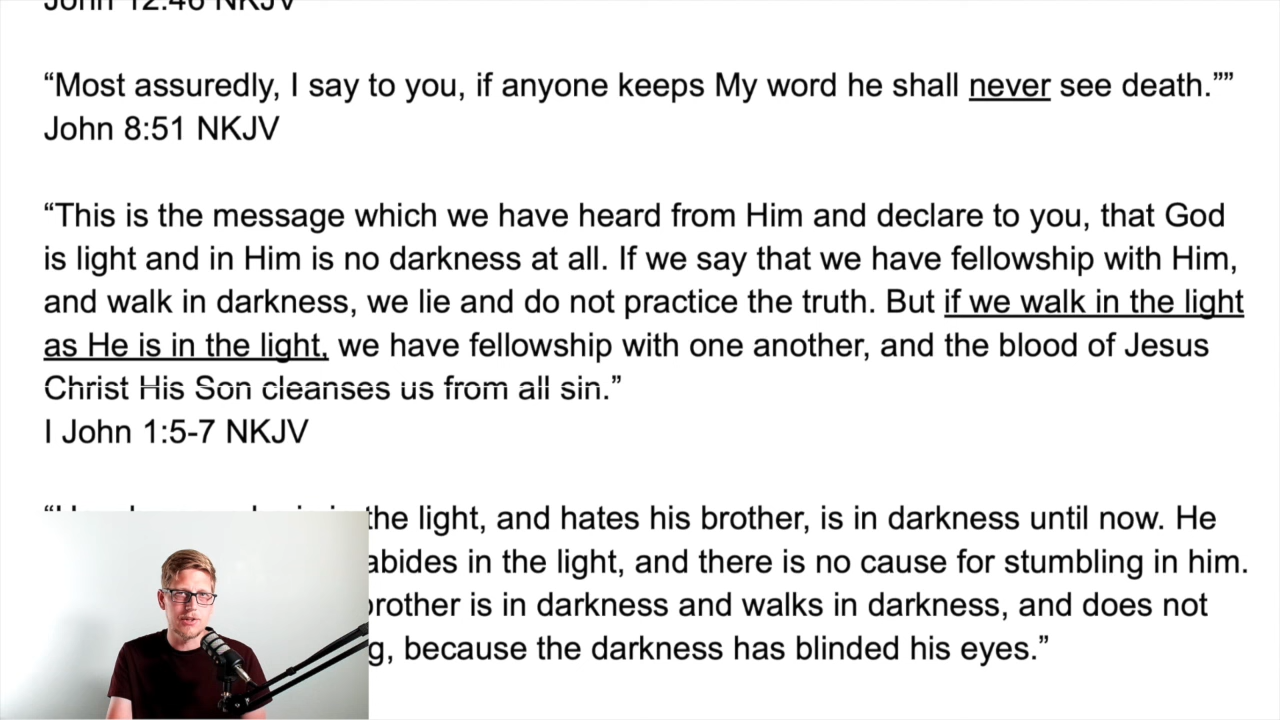 John 12:46 NKJV
“Most assuredly, I say to you, if anyone keeps My word he shall never see death.””
John 8:51 NKJV
“This is the message which we have heard from Him and declare to you, that God
is light and in Him is no darkness at all. If we say that we have fellowship with Him,
and walk in darkness, we lie and do not practice the truth. But if we walk in the light
as He is in the light, we have fellowship with one another, and the blood of Jesus
Christ His Son cleanses us from all sin.”
I John 1:5-7 NKJV
the light, and hates his brother, is in darkness until now. He
abides in the light, and there is no cause for stumbling in him.
brother is in darkness and walks in darkness, and does not
because the darkness has blinded his eyes.”